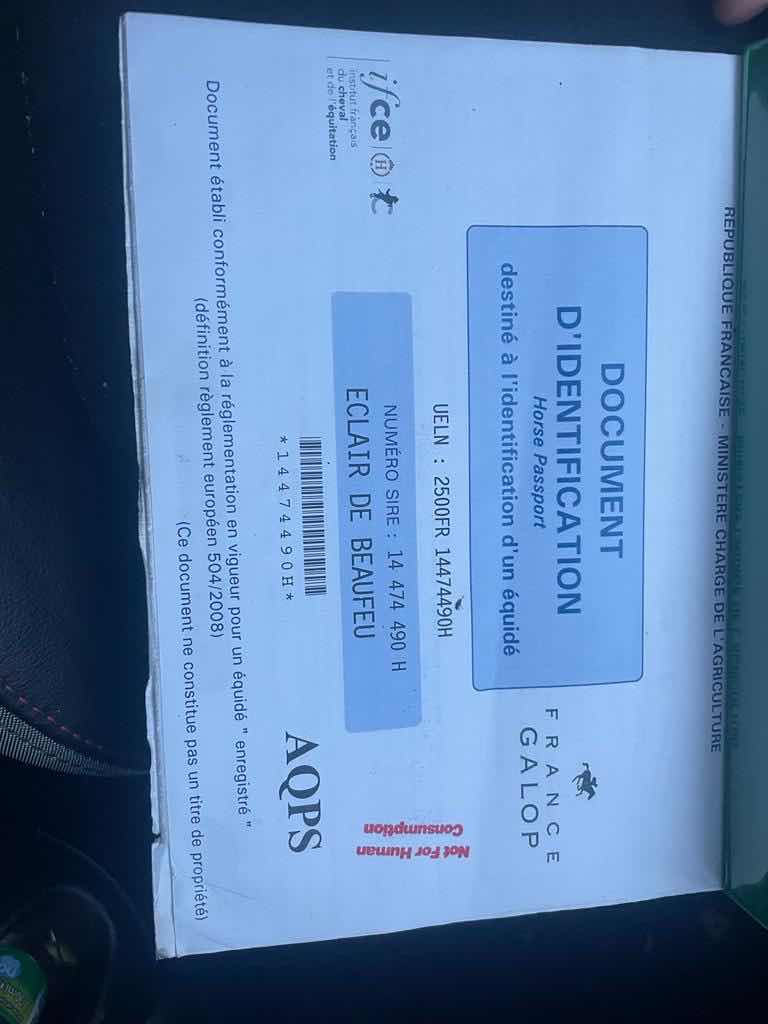 REPUBLIQUE FRANCAISE - MINISTERE CHARGE DE L'AGRICULTURE
DOCUMENT
D'IDENTIFICATION
Horse Passport
destiné à l'identification d'un équidé
FRANCE
GALOP
UELN : 2500FR 14474490H
ifce
institut français
du cheval
et de l'équitation
NUMÉRO SIRE : 14 474 490 H
ECLAIR DE BEAUFEU
Not For Human
Consumption
*14474490H*
AQPS
Document établi conformément à la réglementation en vigueur pour un équidé " enregistré "
(définition règlement européen 504/2008)
(Ce document ne constitue pas un titre de propriété)